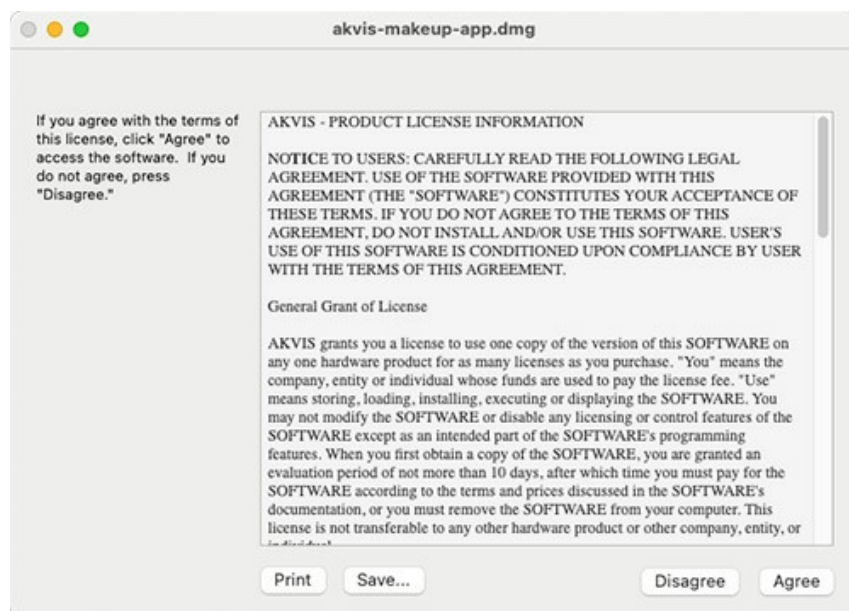 akvis-makeup-app.dmg
If you agree with the terms of
this license, click "Agree" to
access the software.  If you
do not agree, press
"Disagree."
AKVIS - PRODUCT LICENSE INFORMATION
NOTICE TO USERS: CAREFULLY READ THE FOLLOWING LEGAL
AGREEMENT. USE OF THE SOFTWARE PROVIDED WITH THIS
AGREEMENT (THE "SOFTWARE") CONSTITUTES YOUR ACCEPTANCE OF
THESE TERMS. IF YOU DO NOT AGREE TO THE TERMS OF THIS
AGREEMENT, DO NOT INSTALL AND/OR USE THIS SOFTWARE. USER'S
USE OF THIS SOFTWARE IS CONDITIONED UPON COMPLIANCE BY USER
WITH THE TERMS OF THIS AGREEMENT.
General Grant of License
AKVIS grants you a license to use one copy of the version of this SOFTWARE on
any one hardware product for as many licenses as you purchase. "You" means the
company, entity or individual whose funds are used to pay the license fee. "Use"
means storing, loading, installing, executing or displaying the SOFTWARE. You
may not modify the SOFTWARE or disable any licensing or control features of the
SOFTWARE except as an intended part of the SOFTWARE's programming
features. When you first obtain a copy of the SOFTWARE, you are granted an
evaluation period of not more than 10 days, after which time you must pay for the
SOFTWARE according to the terms and prices discussed in the SOFTWARE's
documentation, or you must remove the SOFTWARE from your computer. This
license is not transferable to any other hardware product or other company, entity, or
Print Save... Disagree Agree